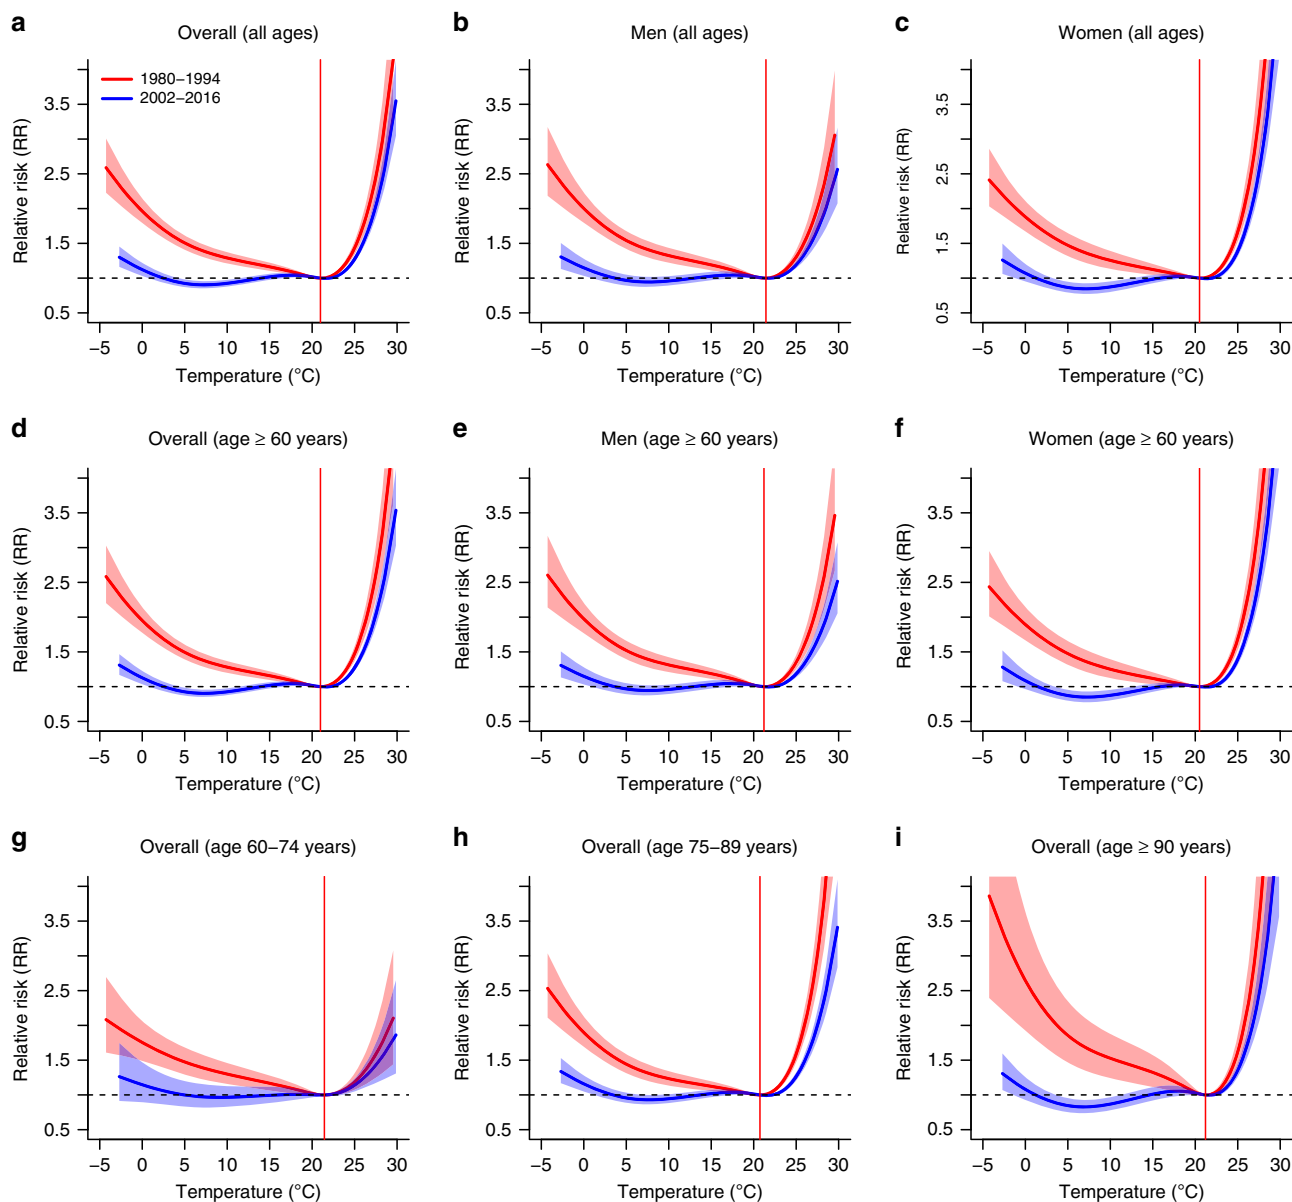 a
Overall (all ages)
1980−1994
2002−2016
Relative risk (RR)
3.5
2.5
1.5
0.5
−5 0 5 10 15 20 25 30
Temperature (°C)
b
Men (all ages)
Relative risk (RR)
3.5
2.5
1.5
0.5
−5 0 5 10 15 20 25 30
Temperature (°C)
c
Women (all ages)
Relative risk (RR)
3.5
2.5
1.5
0.5
−5 0 5 10 15 20 25 30
Temperature (°C)
d
Overall (age ≥ 60 years)
Relative risk (RR)
3.5
2.5
1.5
0.5
−5 0 5 10 15 20 25 30
Temperature (°C)
e
Men (age ≥ 60 years)
Relative risk (RR)
3.5
2.5
1.5
0.5
−5 0 5 10 15 20 25 30
Temperature (°C)
f
Women (age ≥ 60 years)
Relative risk (RR)
3.5
2.5
1.5
0.5
−5 0 5 10 15 20 25 30
Temperature (°C)
g
Overall (age 60−74 years)
Relative risk (RR)
3.5
2.5
1.5
0.5
−5 0 5 10 15 20 25 30
Temperature (°C)
h
Overall (age 75−89 years)
Relative risk (RR)
3.5
2.5
1.5
0.5
−5 0 5 10 15 20 25 30
Temperature (°C)
i
Overall (age ≥ 90 years)
Relative risk (RR)
3.5
2.5
1.5
0.5
−5 0 5 10 15 20 25 30
Temperature (°C)